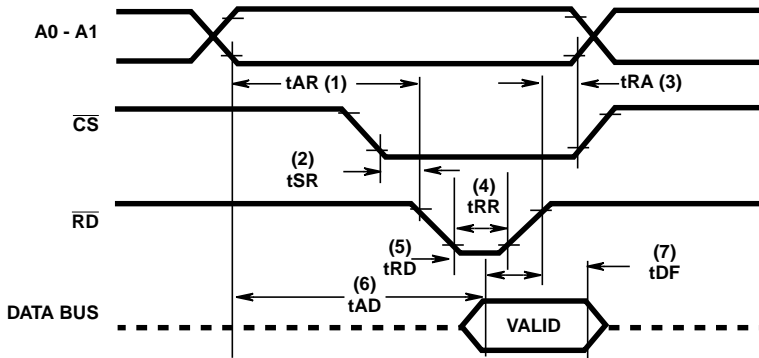 A0 - A1
tAR (1)
tRA (3)
CS
(2)
tSR
(4)
tRR
RD
(5)
tRD
(7)
tDF
(6)
tAD
DATA BUS
VALID